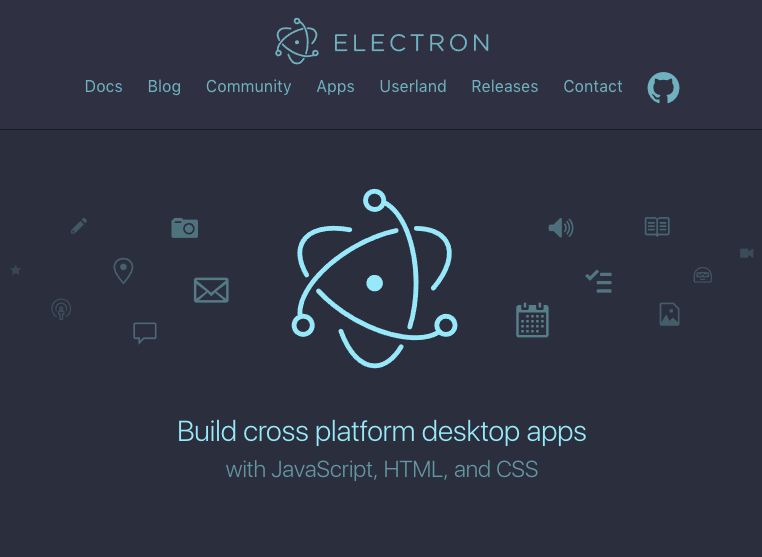 ELECTRON
Docs Blog Community Apps Userland Releases Contact
Build cross platform desktop apps
with JavaScript, HTML, and CSS